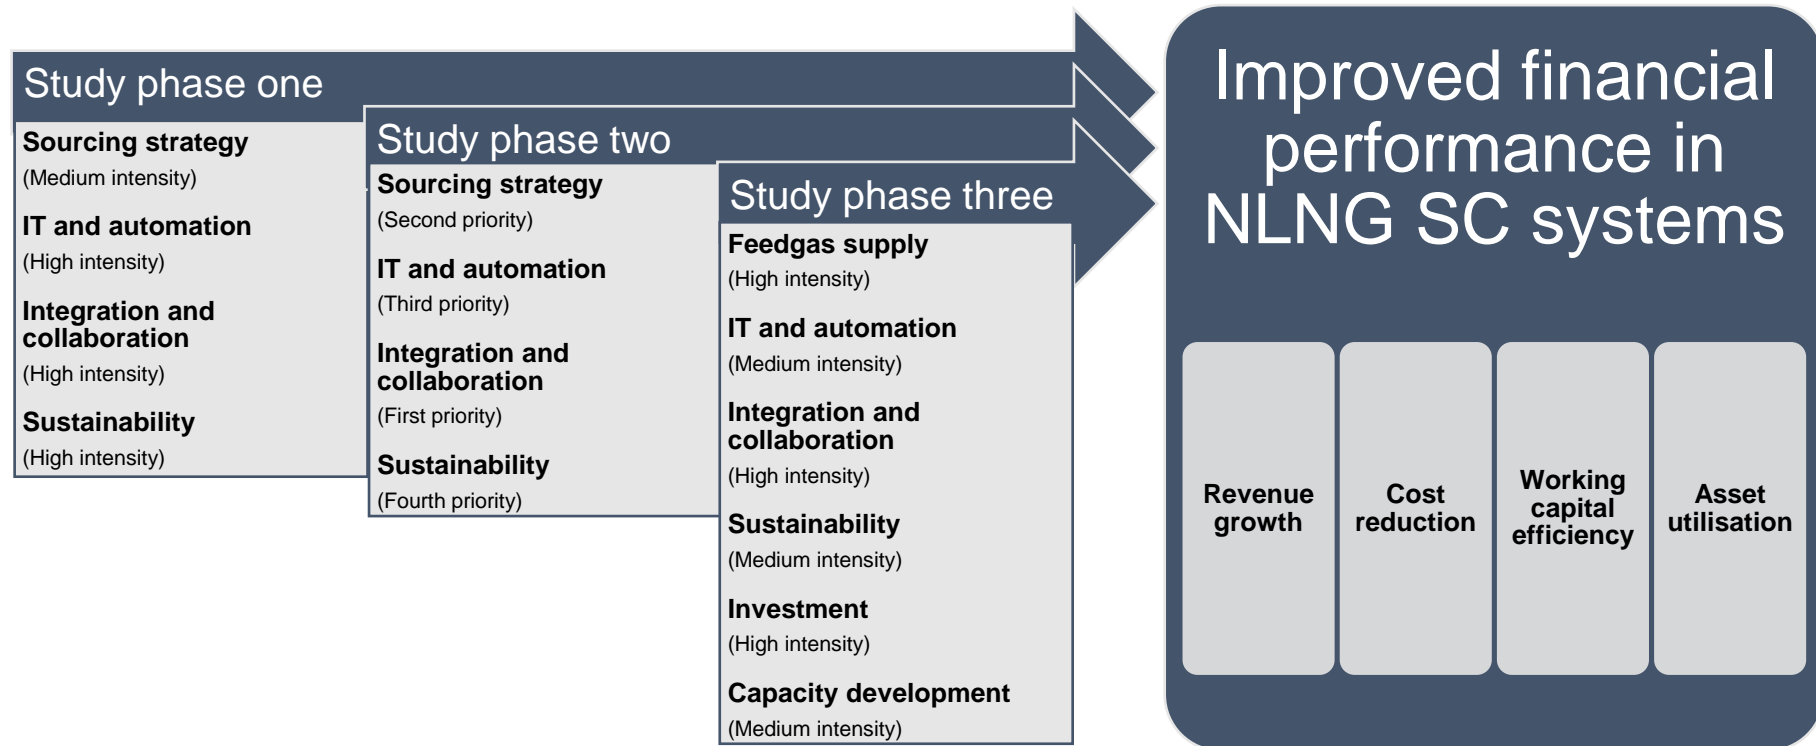 Study phase one
Sourcing strategy
(Medium intensity)
IT and automation
(High intensity)
Integration and
collaboration
(High intensity)
Sustainability
(High intensity)
Study phase two
Sourcing strategy
(Second priority)
IT and automation
(Third priority)
Integration and
collaboration
(First priority)
Sustainability
(Fourth priority)
Study phase three
Feedgas supply
(High intensity)
IT and automation
(Medium intensity)
Integration and
collaboration
(High intensity)
Sustainability
(Medium intensity)
Investment
(High intensity)
Capacity development
(Medium intensity)
Improved financial
performance in
NLNG SC systems
Revenue
growth
Cost
reduction
Working
capital
efficiency
Asset
utilisation